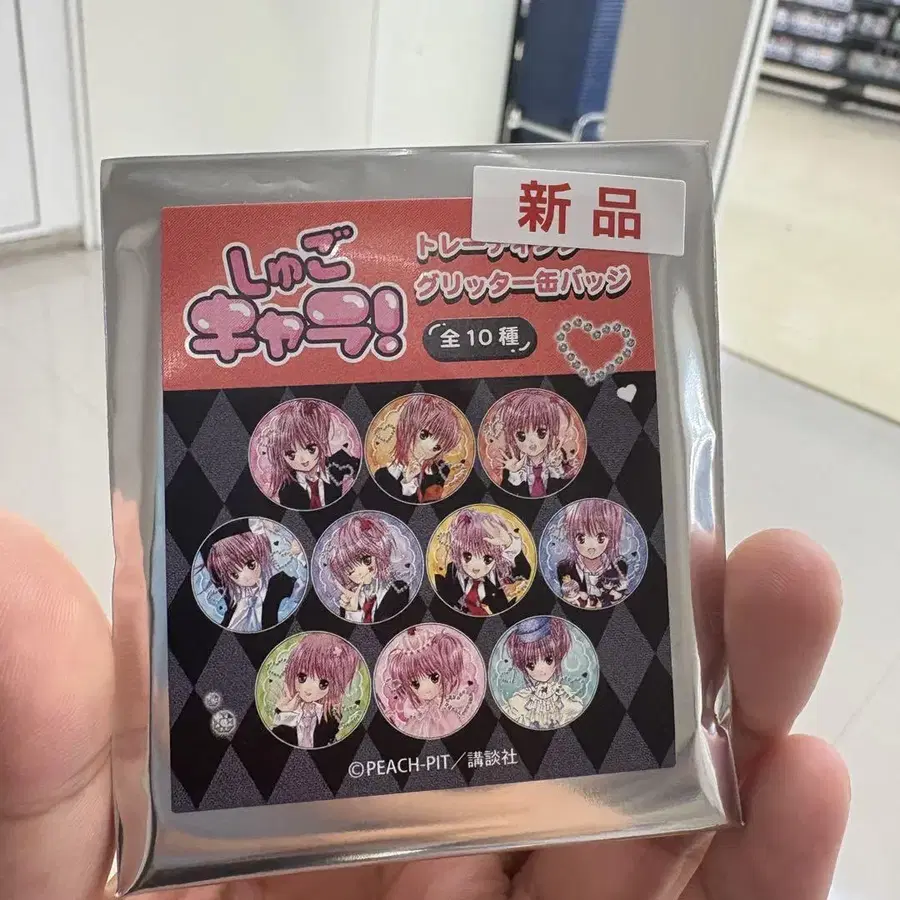 新品
しゅご
キャラ!
トレーディング
グリッター缶バッジ
全10種
©PEACH-PIT／講談社